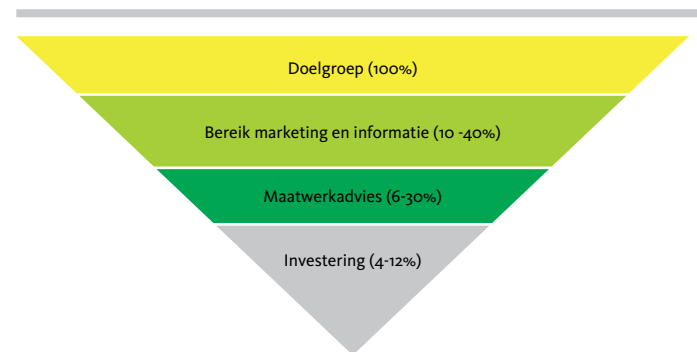 Doelgroep (100%)
Bereik marketing en informatie (10 -40%)
Maatwerkadvies (6-30%)
Investering (4-12%)